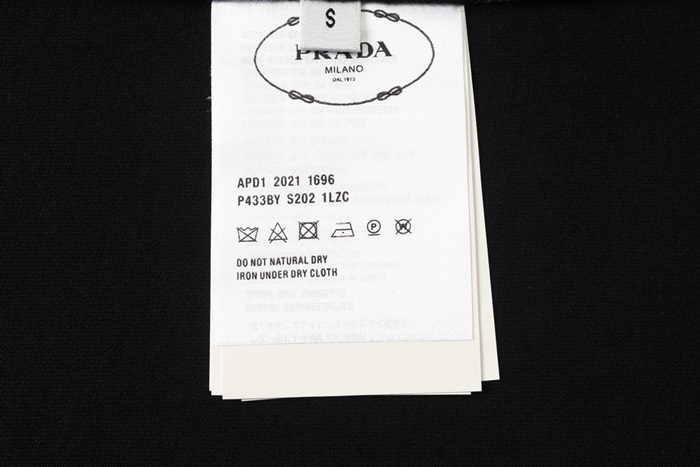 S
PRADA
MILANO
DAL 1913
APD1 2021 1696
P433BY S202 1LZC
P W
DO NOT NATURAL DRY
IRON UNDER DRY CLOTH